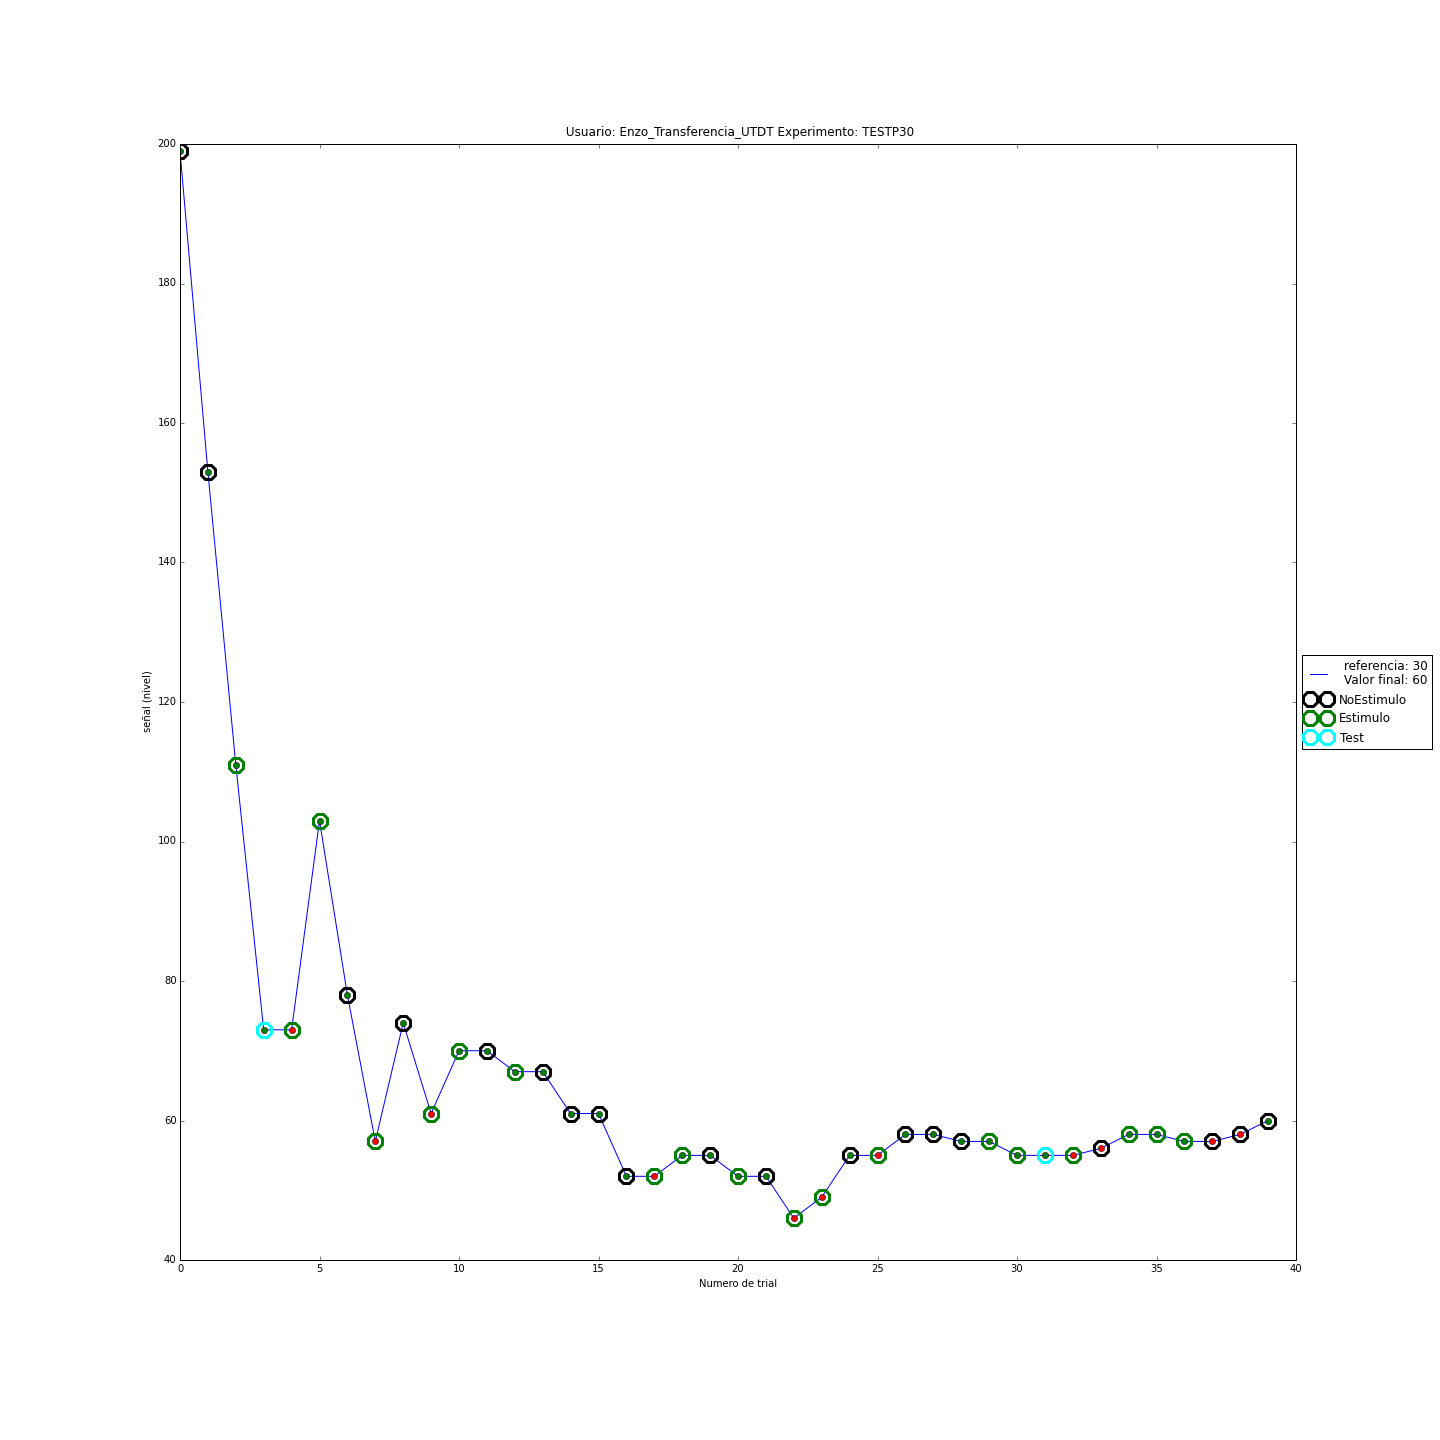 Usuario: Enzo_Transferencia_UTDT Experimento: TESTP30
200
180
160
140
120
100
80
60
40
señal (nivel)
0 5 10 15 20 25 30 35 40
Numero de trial
referencia: 30
Valor final: 60
NoEstimulo
Estimulo
Test